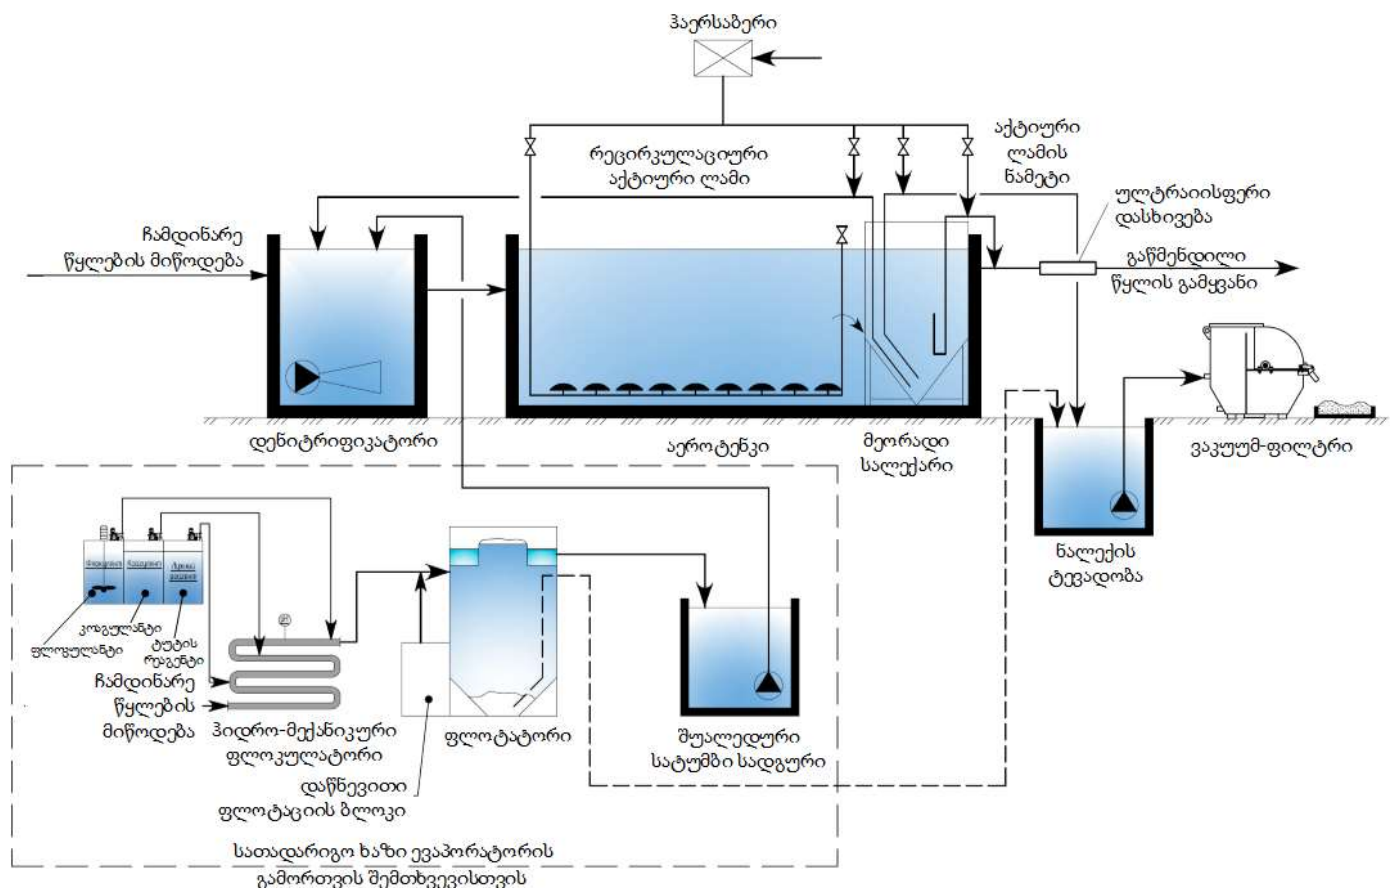 ჰაერსაბერი
რეცირკულაციური
აქტიური ლამი
აქტიური
ლამის
ნამეტი
ულტრაიისფერი
დასხივება
ჩამდინარე
წყლების მიწოდება
გაწმენდილი
წყლის გამყვანი
დენიტრიფიკატორი
აეროტენკი
მეორადი
სალექარი
ვაკუუმ-ფილტრი
ნალექის
ტევადობა
კოაგულანტი
ფლოკულანტი
ტუტის
რეაგენტი
ჩამდინარე
წყლების
მიწოდება
ჰიდრო-მექანიკური
ფლოკულატორი
ფლოტატორი
შუალედური
სატუმბი სადგური
დაწნევითი
ფლოტაციის ბლოკი
სათადარიგო ხაზი ევაპორატორის
გამორთვის შემთხვევისთვის